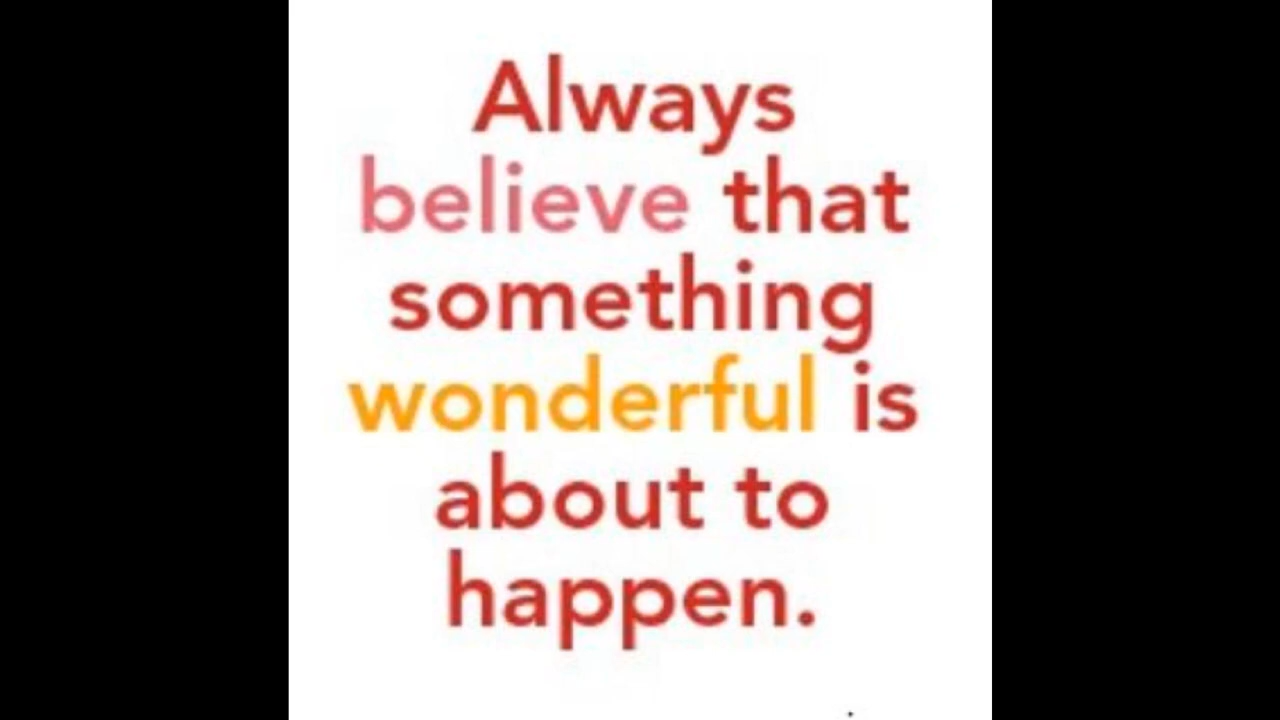 Always
believe that
something
wonderful is
about to
happen.